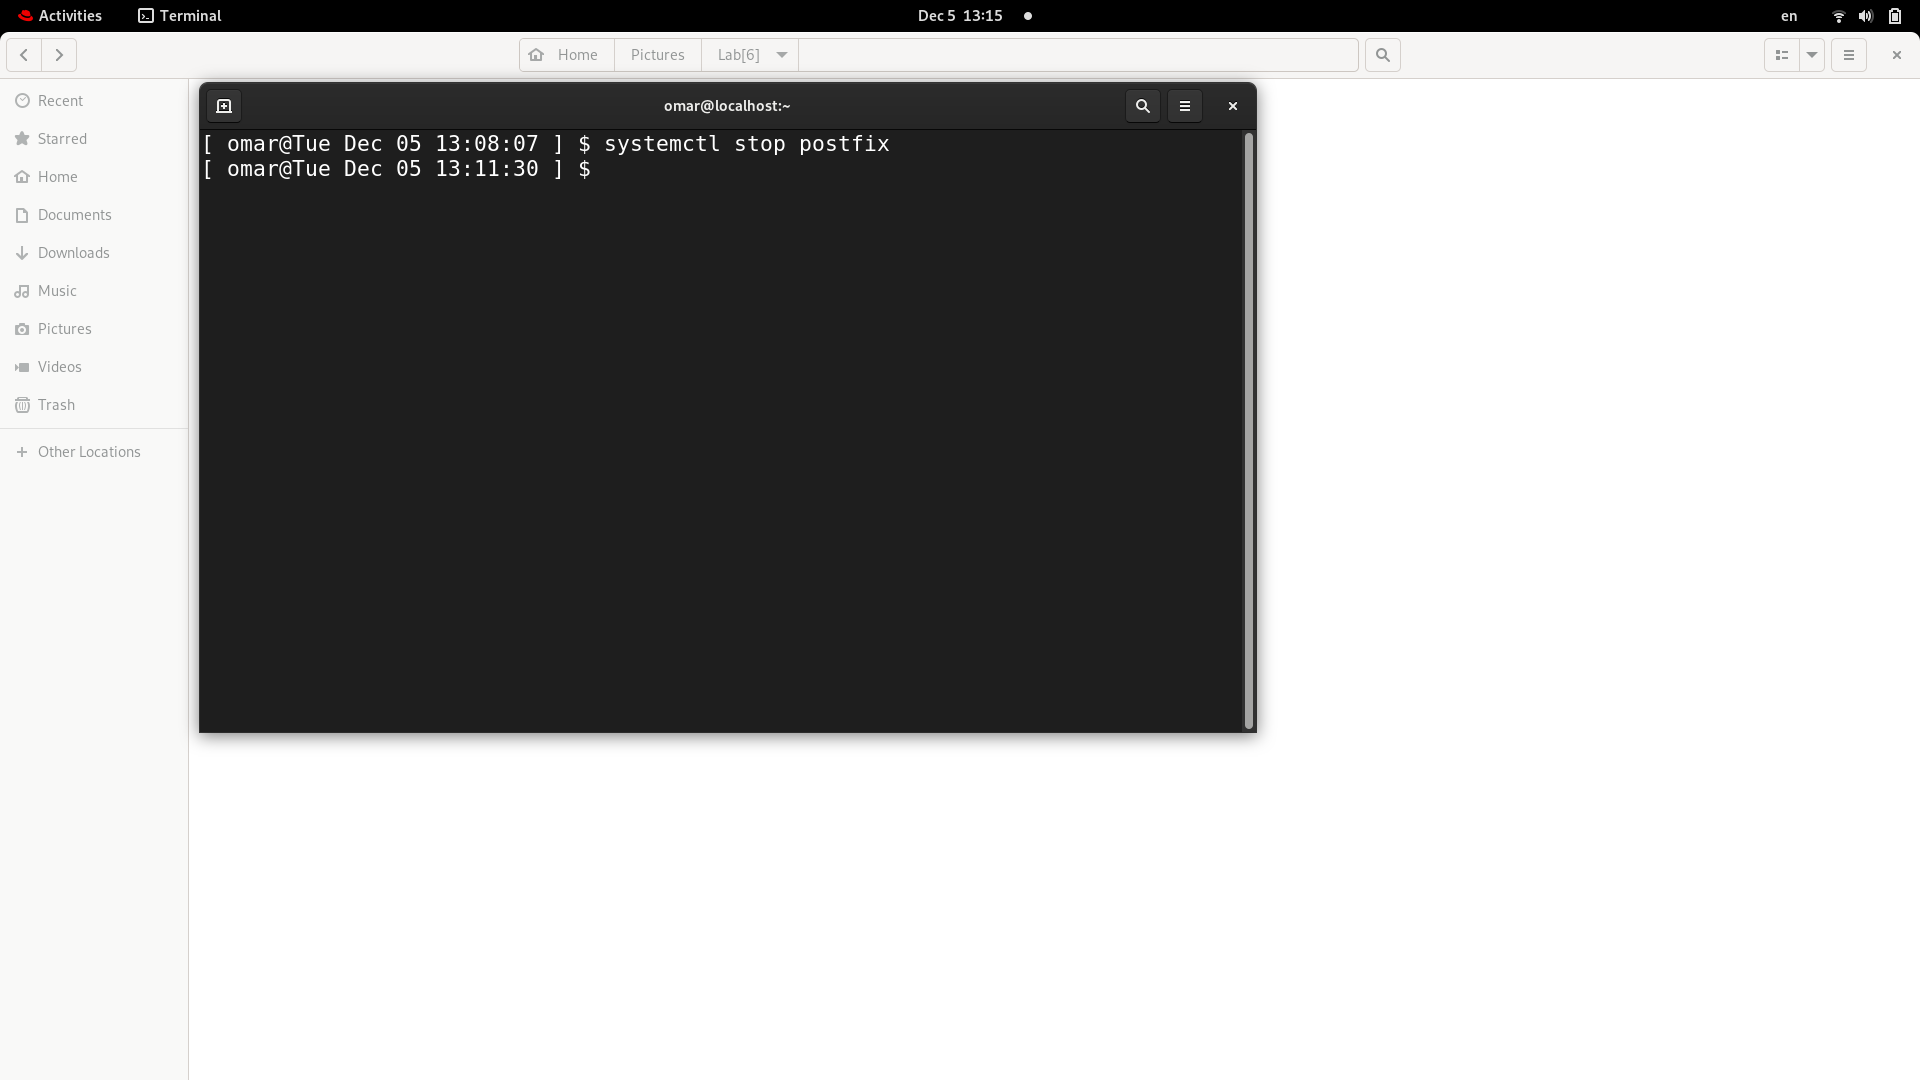 Activities Terminal Dec 5 13:15 en
Home Pictures Lab[6]
Recent
Starred
Home
Documents
Downloads
Music
Pictures
Videos
Trash
Other Locations
omar@localhost:~
[ omar@Tue Dec 05 13:08:07 ] $ systemctl stop postfix
[ omar@Tue Dec 05 13:11:30 ] $